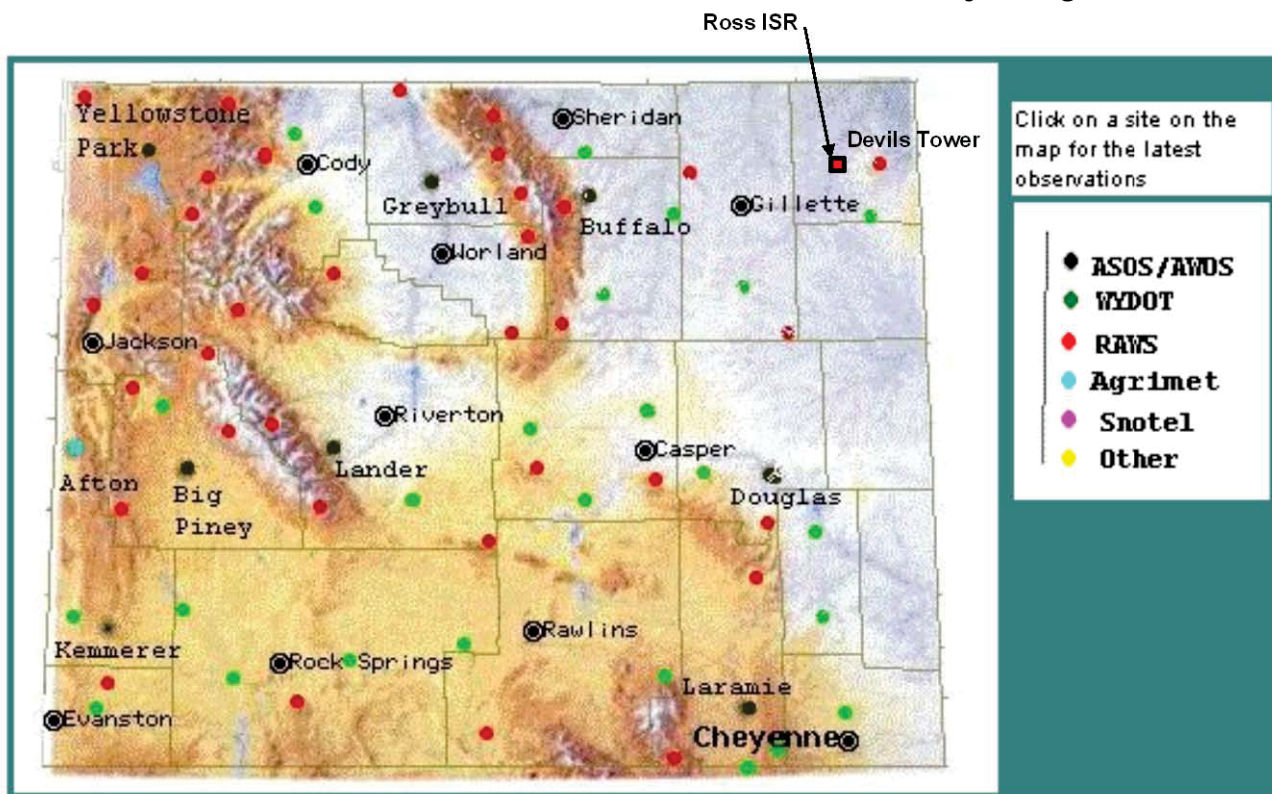 Ross ISR
Yellowstone
Park
Cody
Sheridan
Devils Tower
Greybull
Buffalo
Gillette
Worland
Jackson
Riverton
Lander
Casper
Afton
Big
Piney
Douglas
Kemmerer
Rawlins
Rock Springs
Evanston
Laramie
Cheyenne
Click on a site on the
map for the latest
observations
ASOS/AWOS
WYDOT
RAWS
Agrimet
Snotel
Other